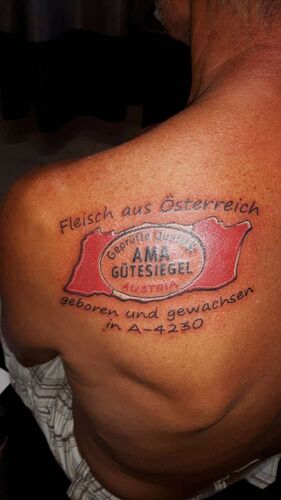 Fleisch aus Österreich
Geprüfte Qualität
AMA
GÜTESIEGEL
AUSTRIA
geboren und gewachsen
in A-4230